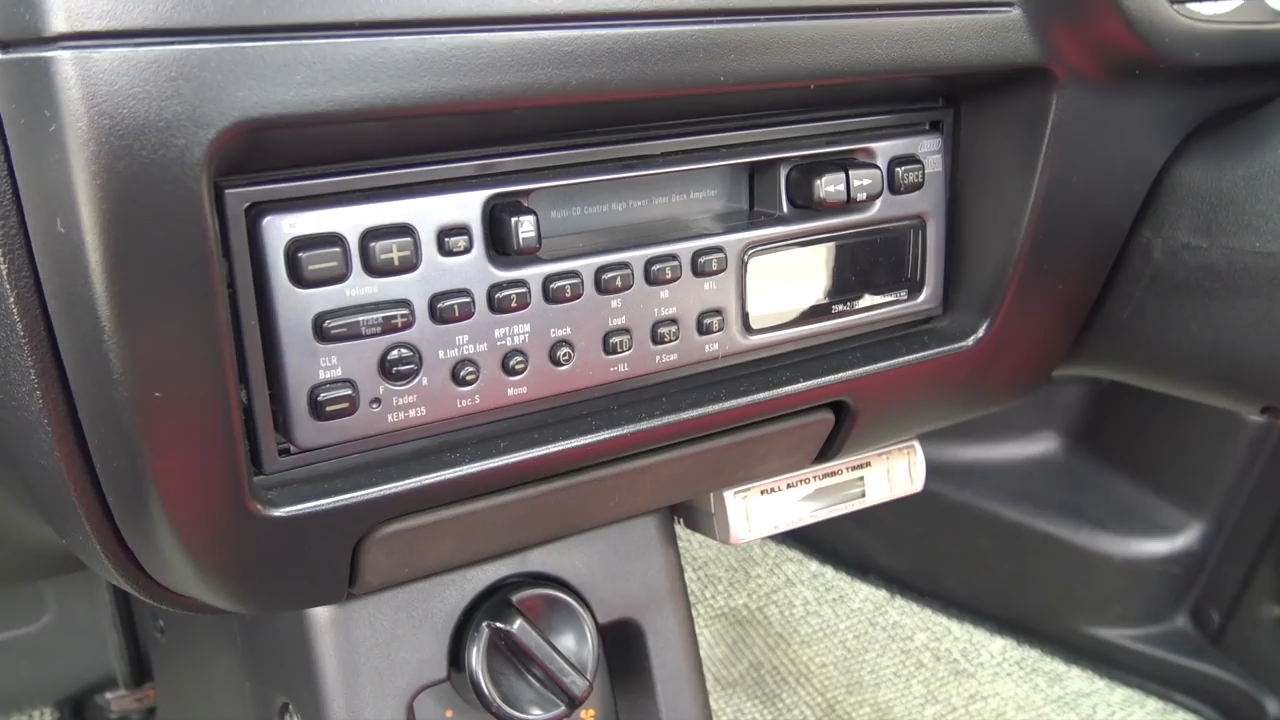 Multi-CD Control High Power Tuner Deck Amplifier
DIR
SRCE
Volume
Track
Tune
1
2
3
4
5
6
MS
NR
MTL
ITP
R.Int/CD.Int
RPT/RDM
D.RPT
Clock
Loud
T.Scan
LD
SC
B
CLR
Band
F
R
Fader
KEH-M35
Loc.S
Mono
ILL
P.Scan
BSM
FULL AUTO TURBO TIMER